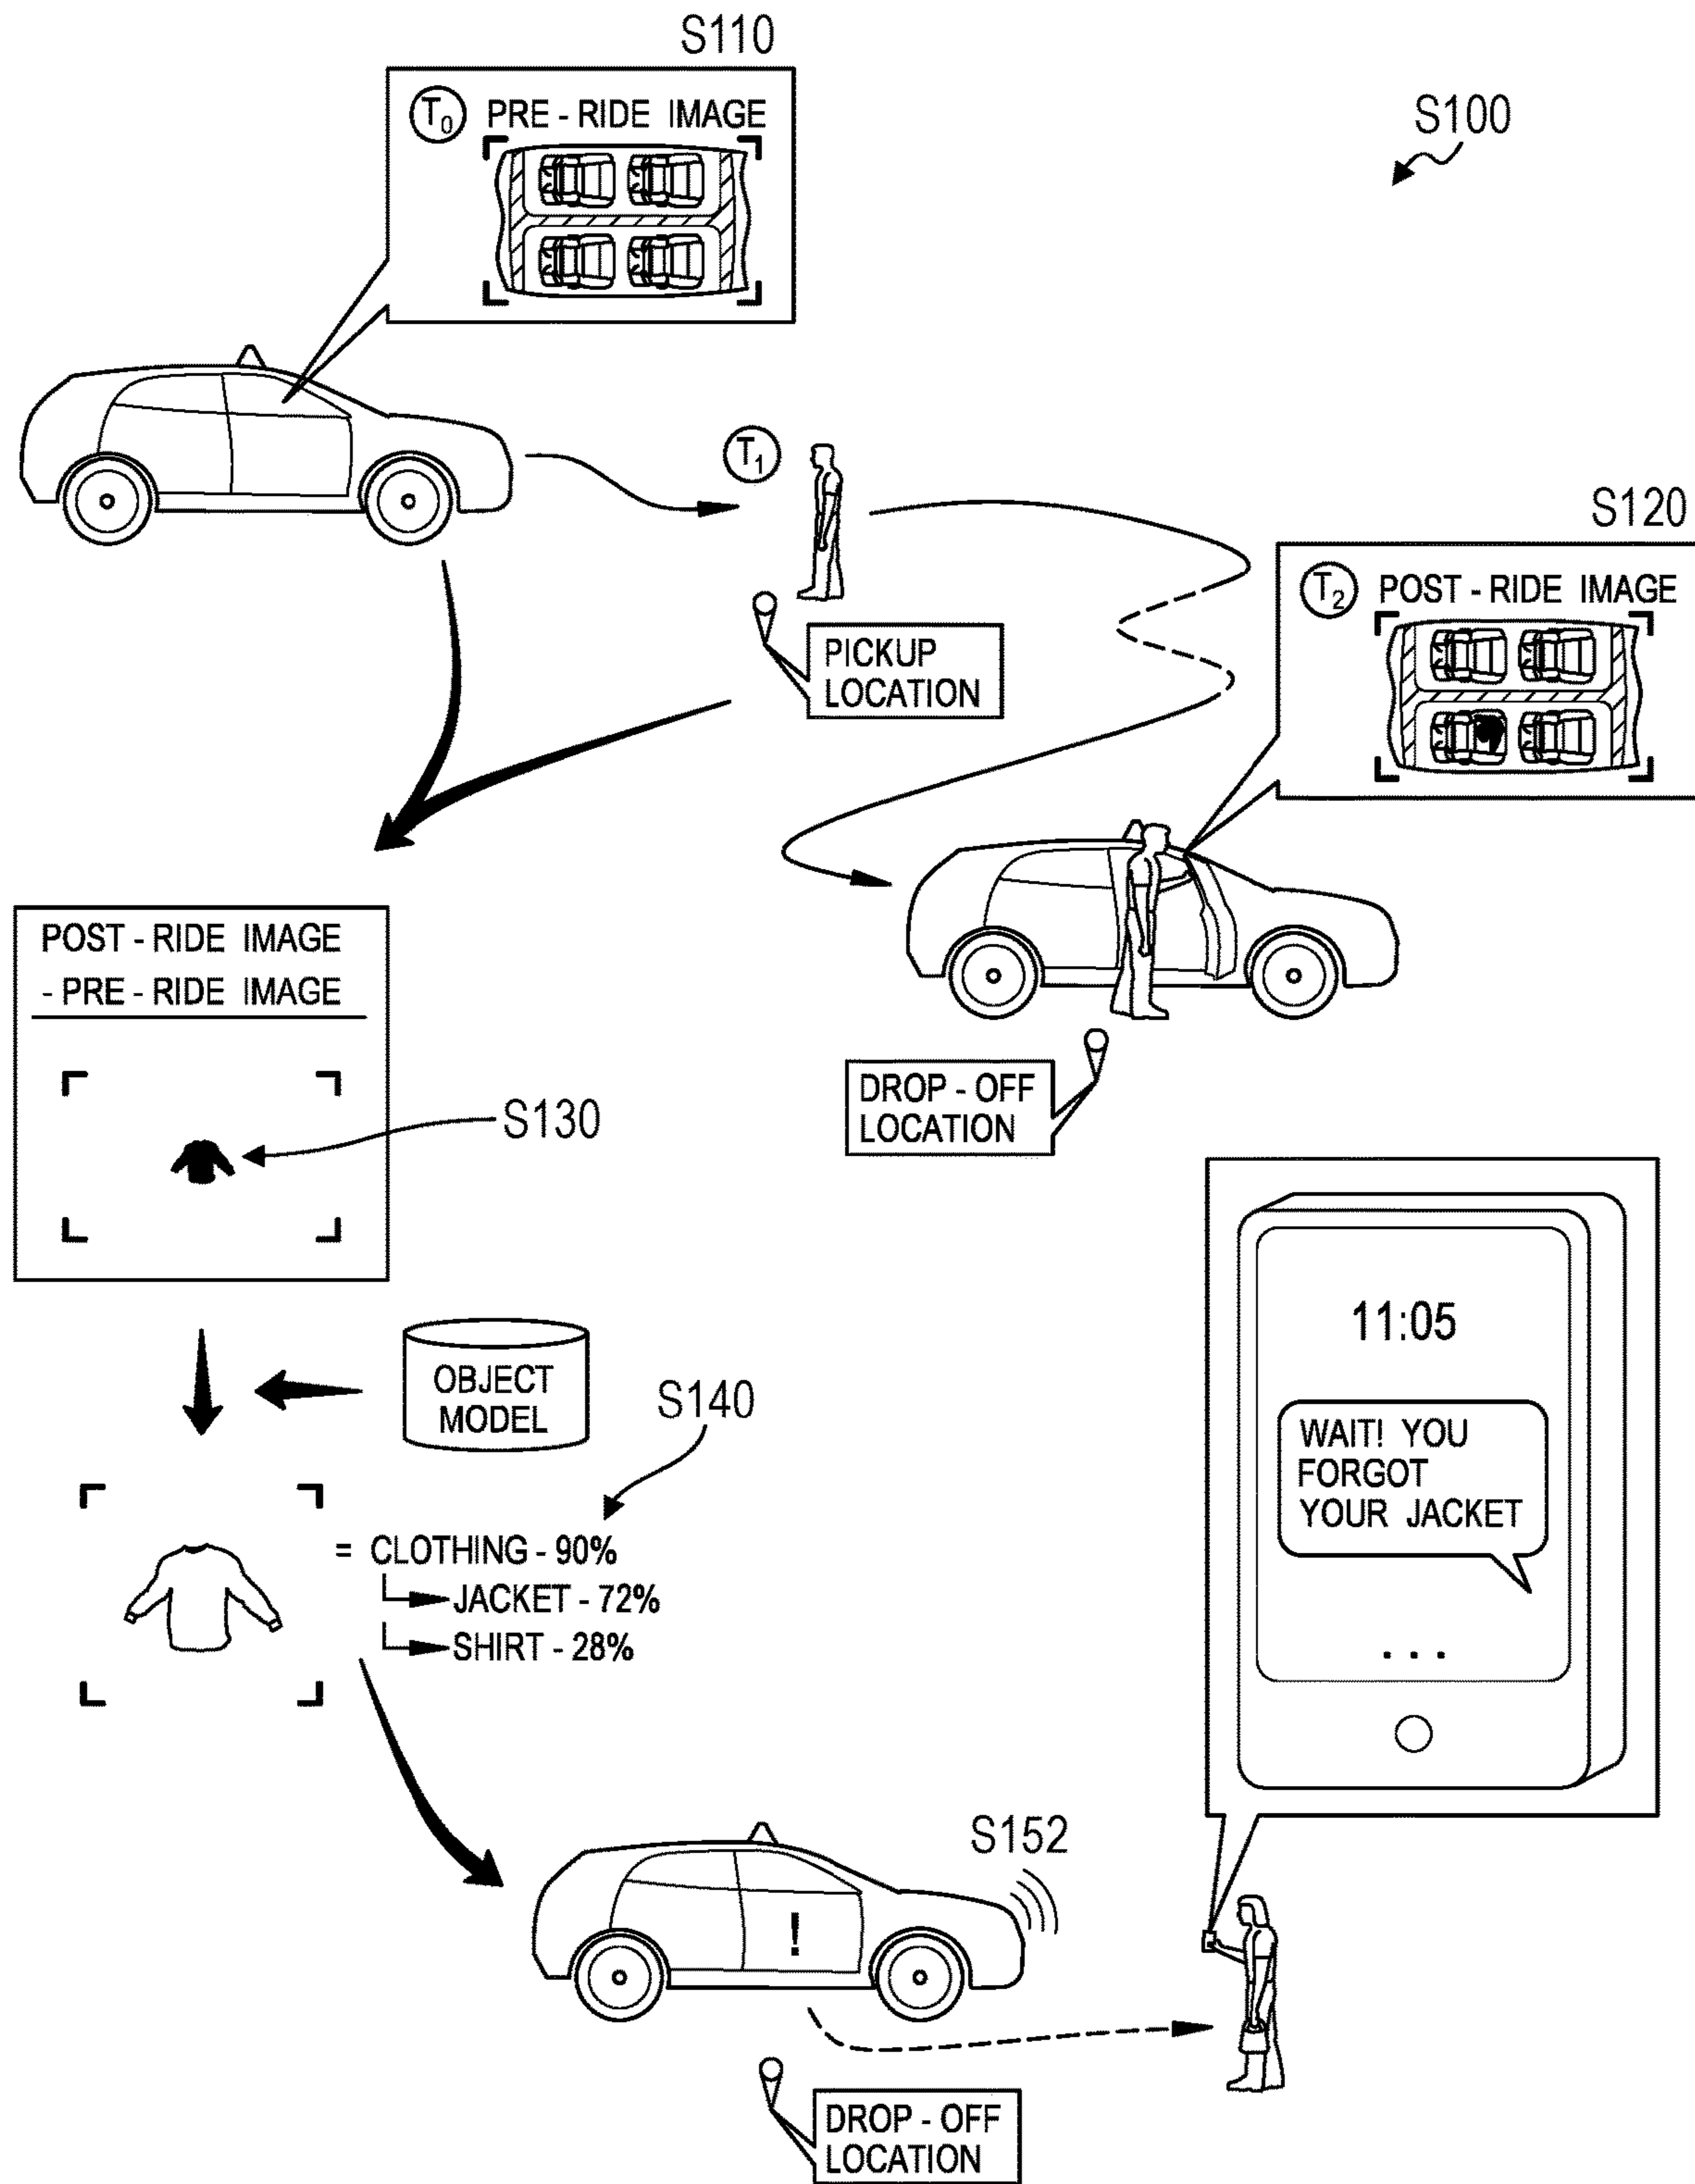 S110
T0 PRE - RIDE IMAGE
S100
T1
S120
T2 POST - RIDE IMAGE
PICKUP
LOCATION
POST - RIDE IMAGE
- PRE - RIDE IMAGE
S130
DROP - OFF
LOCATION
OBJECT
MODEL
S140
= CLOTHING - 90%
JACKET - 72%
SHIRT - 28%
11:05
WAIT! YOU
FORGOT
YOUR JACKET
...
S152
!
DROP - OFF
LOCATION